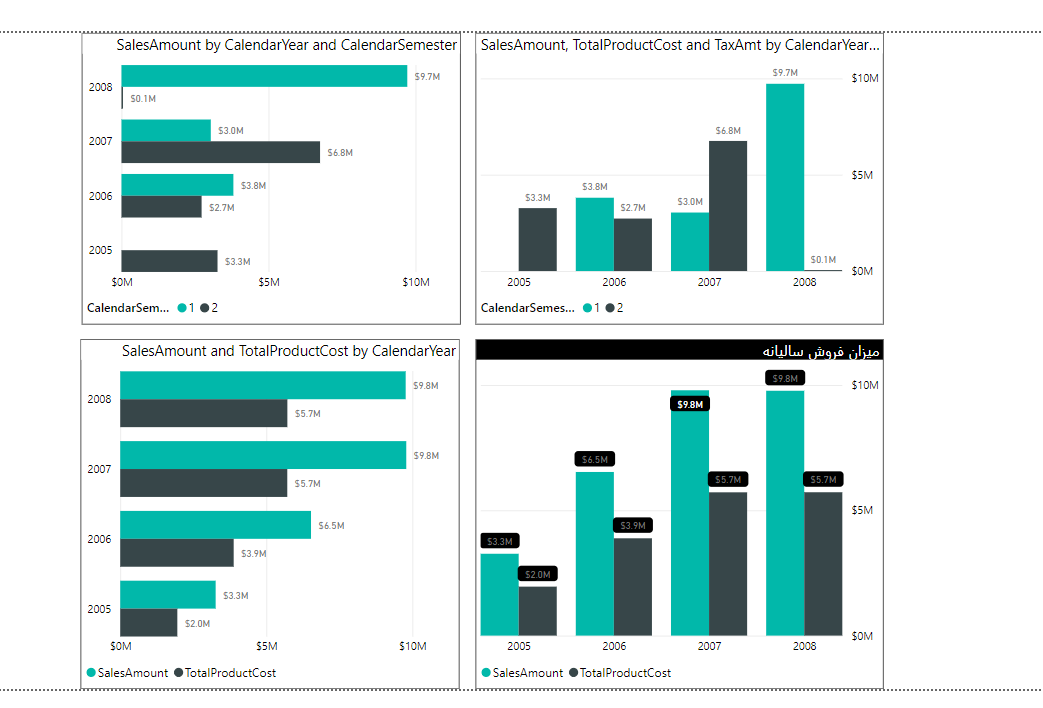 SalesAmount by CalendarYear and CalendarSemester
2008
$9.7M
$0.1M
2007
$3.0M
$6.8M
2006
$3.8M
$2.7M
2005
$3.3M
$0M $5M $10M
CalendarSem... 1 2
SalesAmount, TotalProductCost and TaxAmt by CalendarYear...
$9.7M
$10M
$6.8M
$5M
$3.8M
$3.3M
$3.0M
$2.7M
$0.1M
$0M
2005 2006 2007 2008
CalendarSemes... 1 2
SalesAmount and TotalProductCost by CalendarYear
2008
$9.8M
$5.7M
2007
$9.8M
$5.7M
2006
$6.5M
$3.9M
2005
$3.3M
$2.0M
$0M $5M $10M
SalesAmount TotalProductCost
میزان فروش سالیانه
$9.8M
$10M
$9.8M
$6.5M
$5.7M $5.7M
$3.9M
$5M
$3.3M
$2.0M
$0M
2005 2006 2007 2008
SalesAmount TotalProductCost